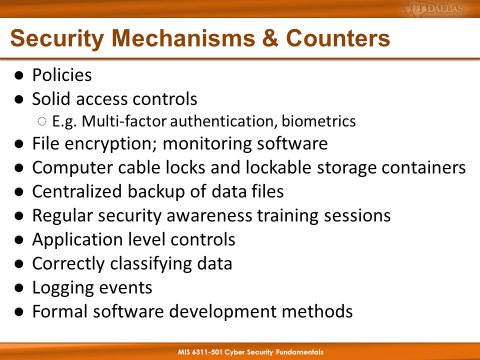 UT DALLAS
Security Mechanisms & Counters
● Policies
● Solid access controls
○ E.g. Multi-factor authentication, biometrics
● File encryption; monitoring software
● Computer cable locks and lockable storage containers
● Centralized backup of data files
● Regular security awareness training sessions
● Application level controls
● Correctly classifying data
● Logging events
● Formal software development methods
MIS 6311-501 Cyber Security Fundamentals